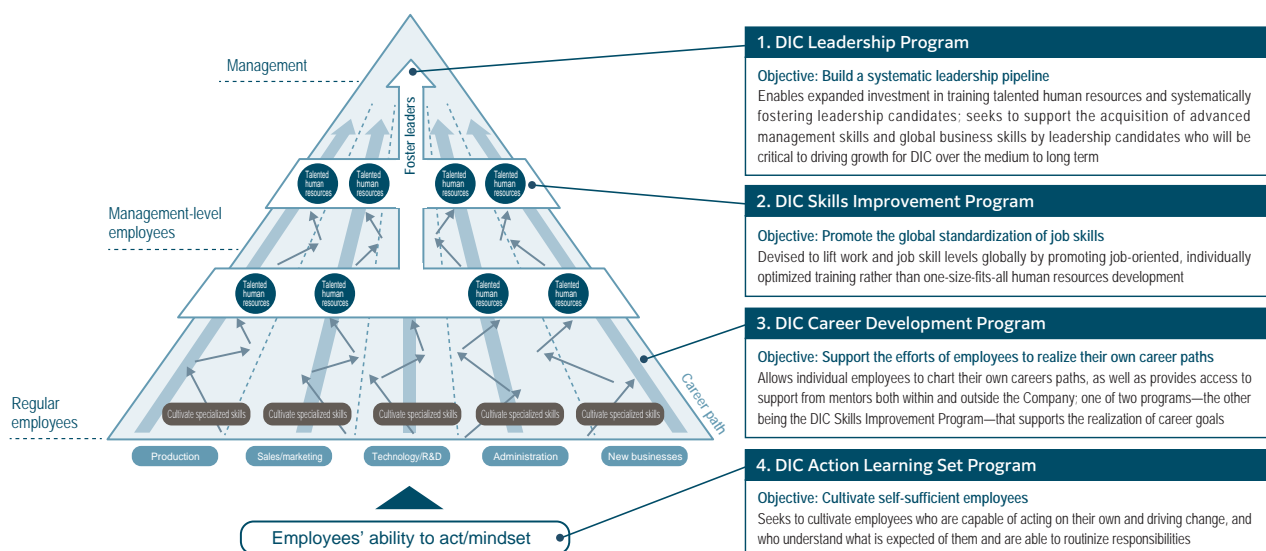 Management
Management-level
employees
Regular
employees
Foster leaders
Talented
human
resources
Talented
human
resources
Talented
human
resources
Talented
human
resources
Talented
human
resources
Talented
human
resources
Talented
human
resources
Talented
human
resources
Cultivate specialized skills
Cultivate specialized skills
Cultivate specialized skills
Cultivate specialized skills
Cultivate specialized skills
Career path
Production
Sales/marketing
Technology/R&D
Administration
New businesses
Employees' ability to act/mindset
1. DIC Leadership Program
Objective: Build a systematic leadership pipeline
Enables expanded investment in training talented human resources and systematically
fostering leadership candidates; seeks to support the acquisition of advanced
management skills and global business skills by leadership candidates who will be
critical to driving growth for DIC over the medium to long term
2. DIC Skills Improvement Program
Objective: Promote the global standardization of job skills
Devised to lift work and job skill levels globally by promoting job-oriented, individually
optimized training rather than one-size-fits-all human resources development
3. DIC Career Development Program
Objective: Support the efforts of employees to realize their own career paths
Allows individual employees to chart their own careers paths, as well as provides access to
support from mentors both within and outside the Company; one of two programs—the other
being the DIC Skills Improvement Program—that supports the realization of career goals
4. DIC Action Learning Set Program
Objective: Cultivate self-sufficient employees
Seeks to cultivate employees who are capable of acting on their own and driving change, and
who understand what is expected of them and are able to routinize responsibilities